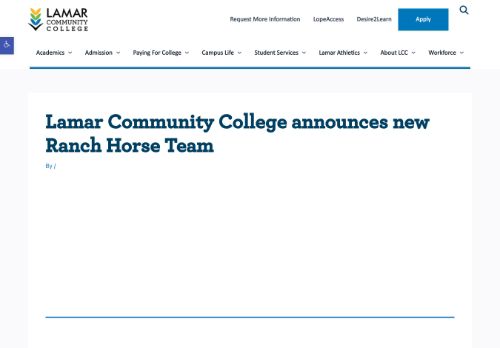 LAMAR
COMMUNITY
COLLEGE
Request More Information LopeAccess Desire2Learn Apply
Academics Admission Paying For College Campus Life Student Services Lamar Athletics About LCC Workforce
Lamar Community College announces new
Ranch Horse Team
By /